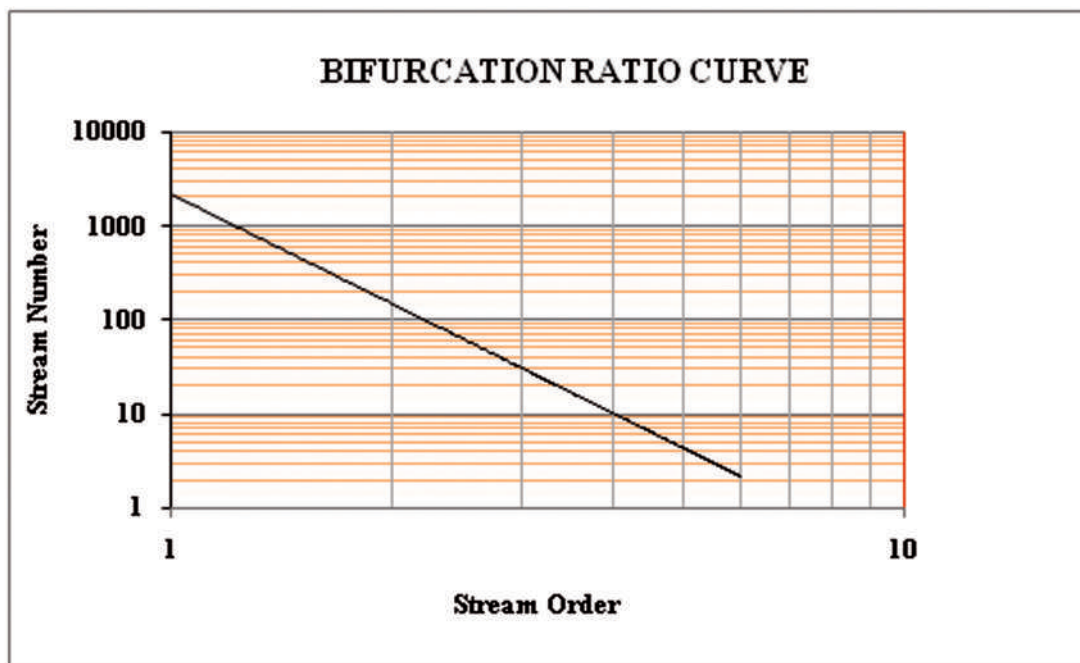 BIFURCATION RATIO CURVE
10000
1000
100
10
1
Stream Number
1 10
Stream Order